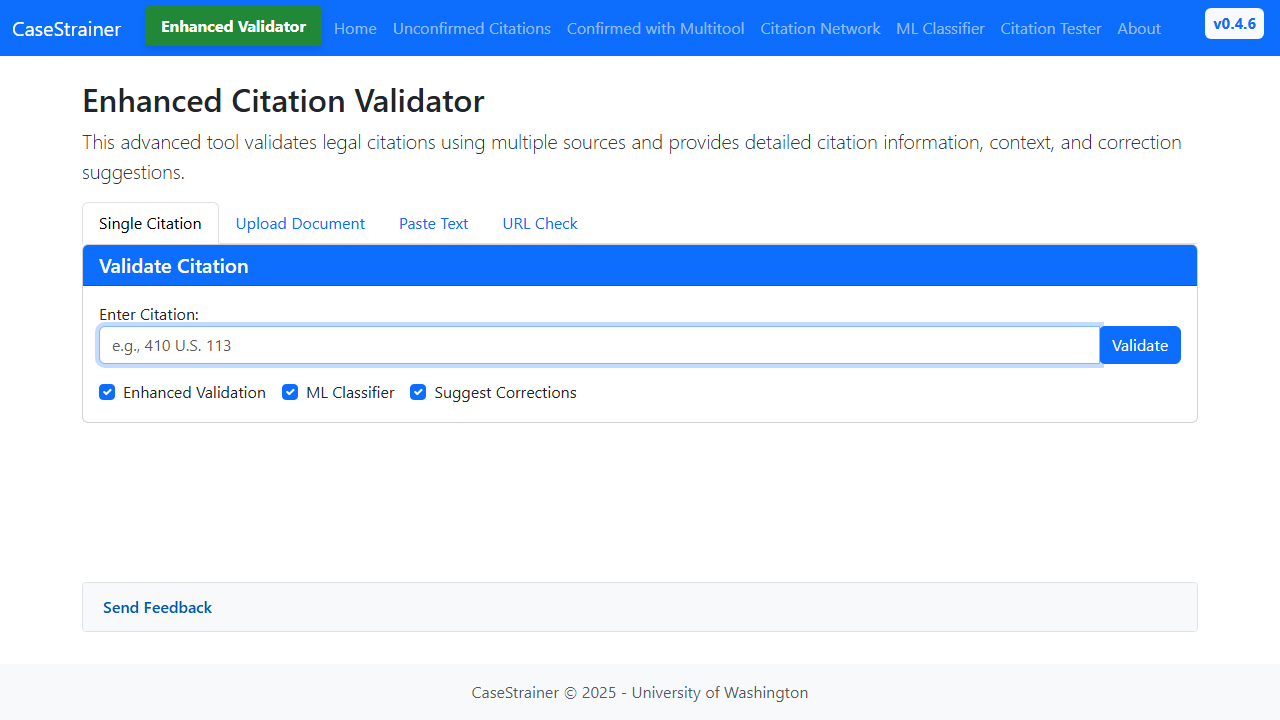 CaseStrainer
Enhanced Validator
Home
Unconfirmed Citations
Confirmed with Multitool
Citation Network
ML Classifier
Citation Tester
About
v0.4.6
Enhanced Citation Validator
This advanced tool validates legal citations using multiple sources and provides detailed citation information, context, and correction
suggestions.
Single Citation
Upload Document
Paste Text
URL Check
Validate Citation
Enter Citation:
e.g., 410 U.S. 113
Validate
Enhanced Validation
ML Classifier
Suggest Corrections
Send Feedback
CaseStrainer © 2025 - University of Washington